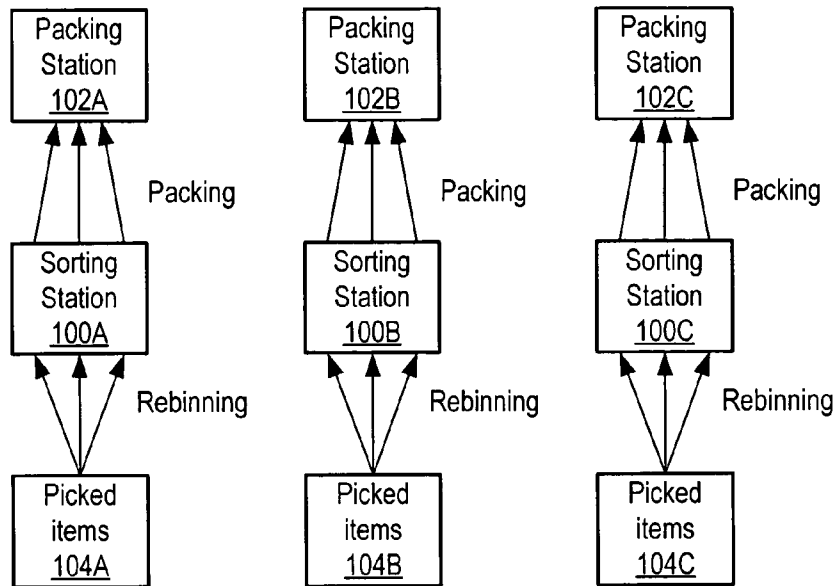 Packing
Station
102A
Packing
Station
102B
Packing
Station
102C
Packing
Packing
Packing
Sorting
Station
100A
Sorting
Station
100B
Sorting
Station
100C
Rebinning
Rebinning
Rebinning
Picked
items
104A
Picked
items
104B
Picked
items
104C